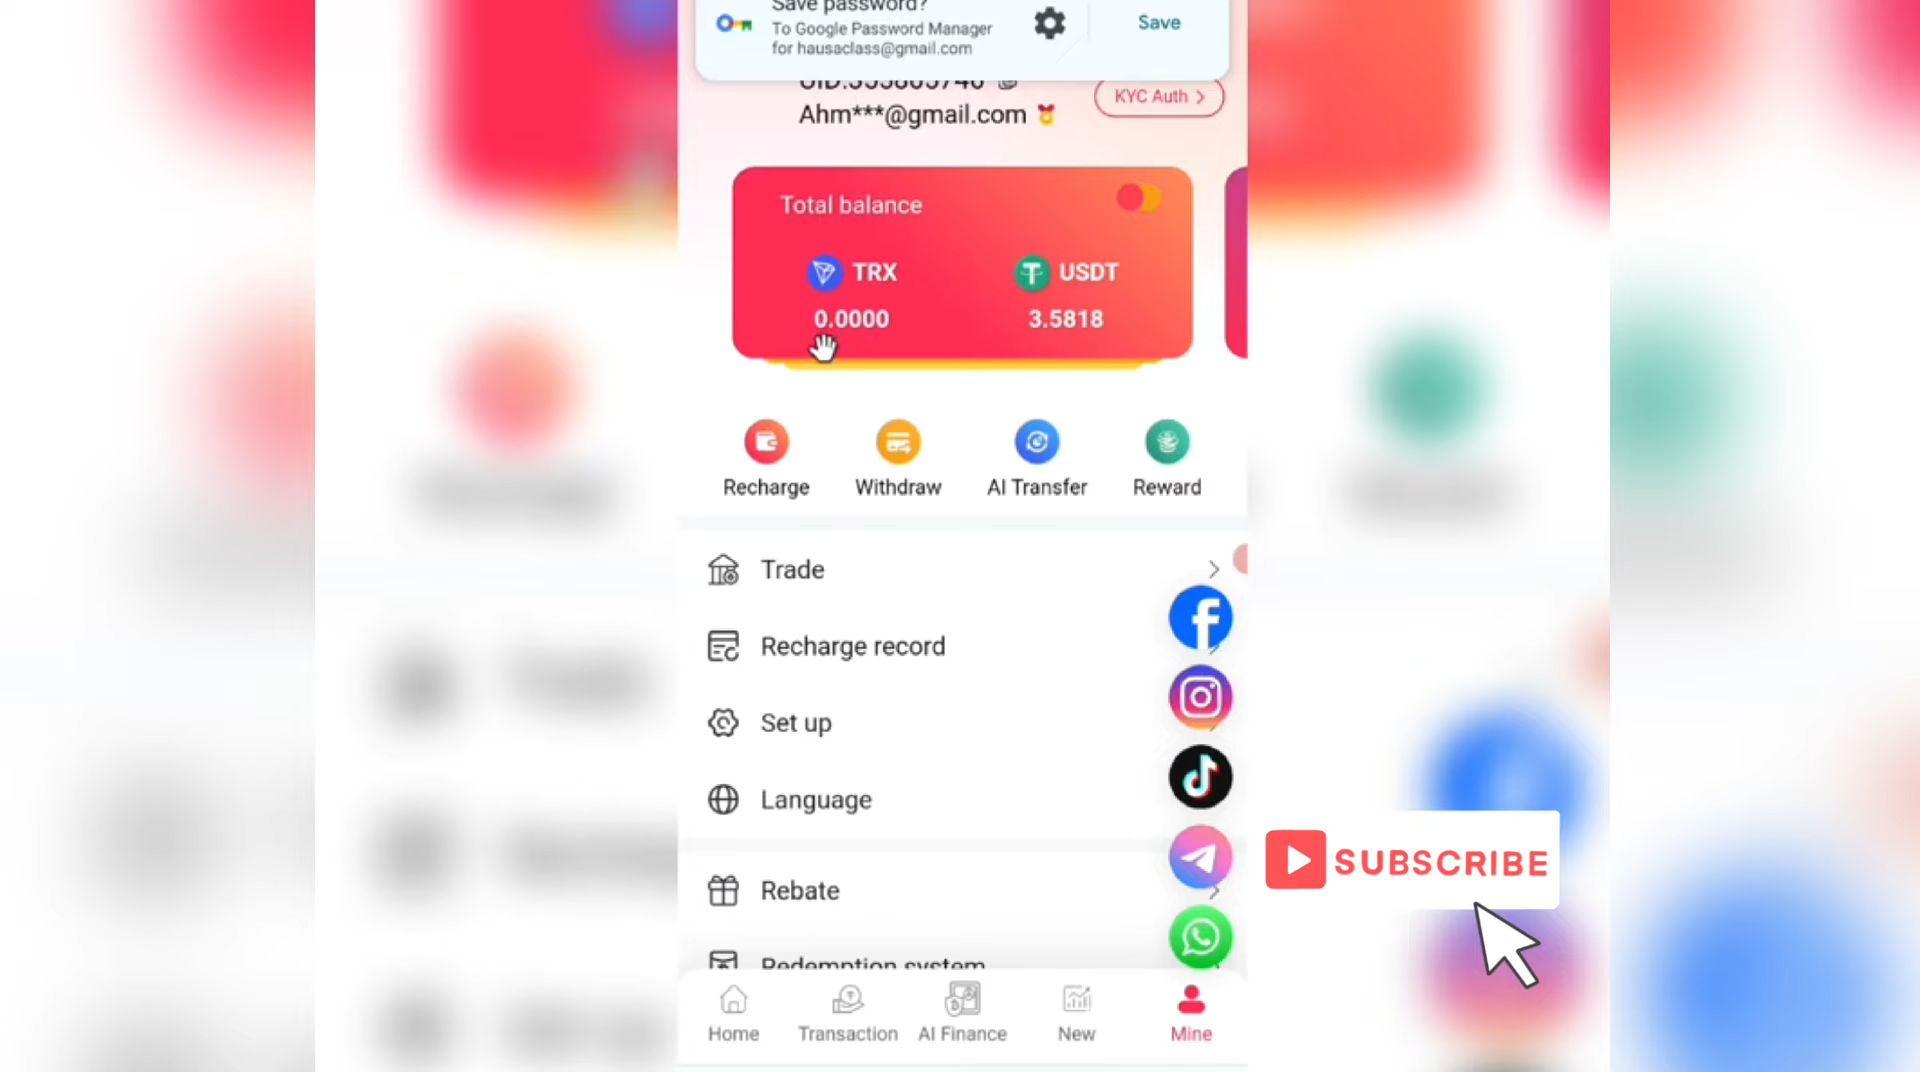 Save password?
To Google Password Manager
for hausaclass@gmail.com
Save
KYC Auth >
Ahm***@gmail.com
Total balance
TRX
USDT
0.0000
3.5818
Recharge
Withdraw
AI Transfer
Reward
Trade
Recharge record
Set up
Language
Rebate
Redemption system
SUBSCRIBE
Home
Transaction
AI Finance
New
Mine